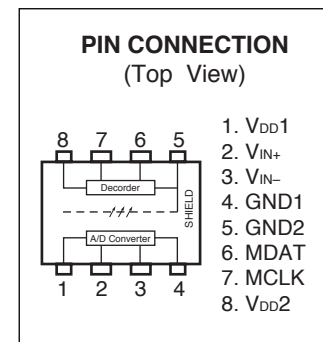 PIN CONNECTION
(Top View)
8 7 6 5
Decorder
SHIELD
A/D Converter
1 2 3 4
1. VDD1
2. VIN+
3. VIN–
4. GND1
5. GND2
6. MDAT
7. MCLK
8. VDD2